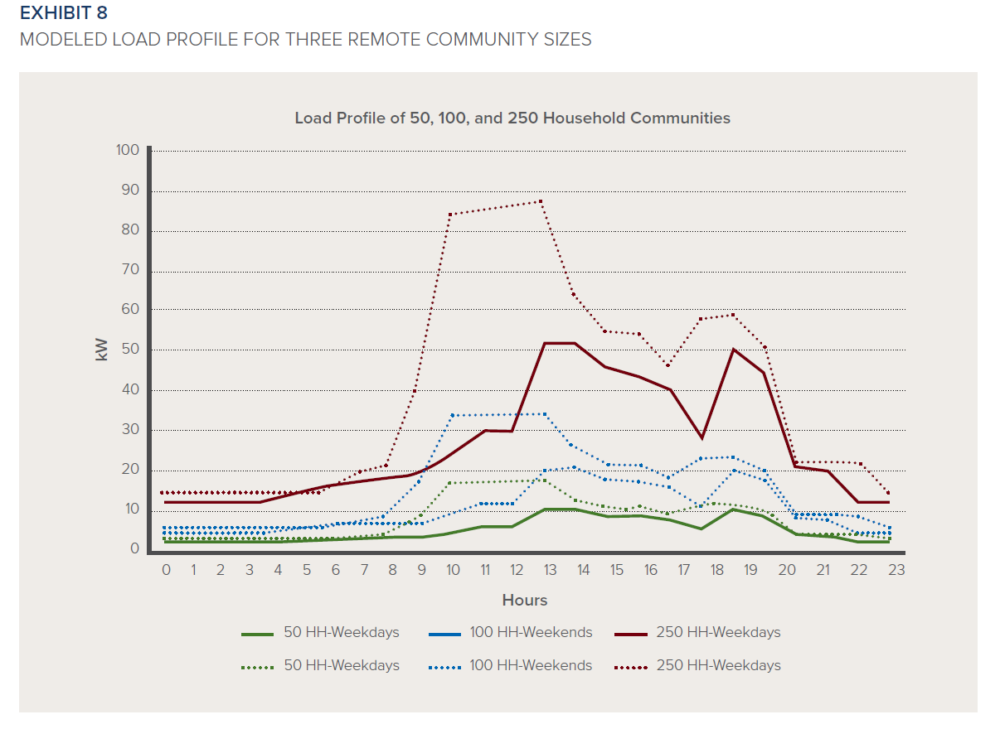 EXHIBIT 8
MODELED LOAD PROFILE FOR THREE REMOTE COMMUNITY SIZES
Load Profile of 50, 100, and 250 Household Communities
100
90
80
70
60
50
40
30
20
10
0
kW
0 1 2 3 4 5 6 7 8 9 10 11 12 13 14 15 16 17 18 19 20 21 22 23
Hours
50 HH-Weekdays 100 HH-Weekends 250 HH-Weekdays
50 HH-Weekdays 100 HH-Weekends 250 HH-Weekdays